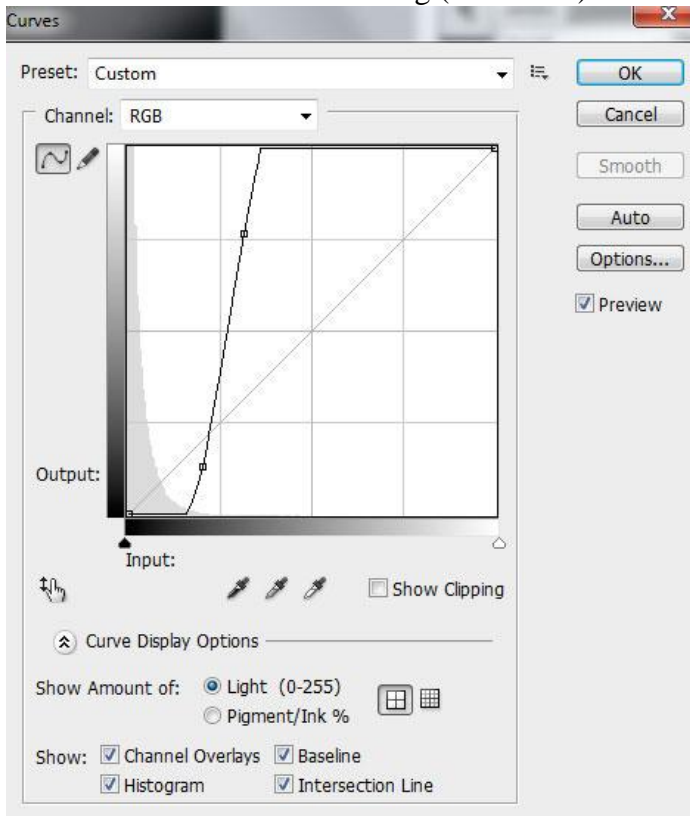 Curves
Preset: Custom
OK
Channel: RGB
Cancel
Smooth
Auto
Options...
Preview
Output:
Input:
Show Clipping
Curve Display Options
Show Amount of: Light (0-255)
Pigment/Ink %
Show: Channel Overlays Baseline
Histogram Intersection Line